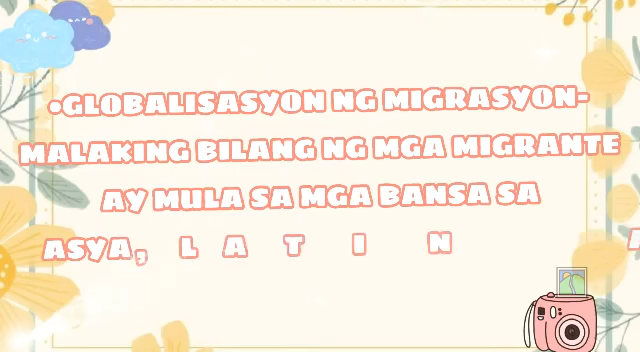 •GLOBALISASYON NG MIGRASYON-
MALAKING BILANG NG MGA MIGRANTE
AY MULA SA MGA BANSA SA
ASYA, L A T I N